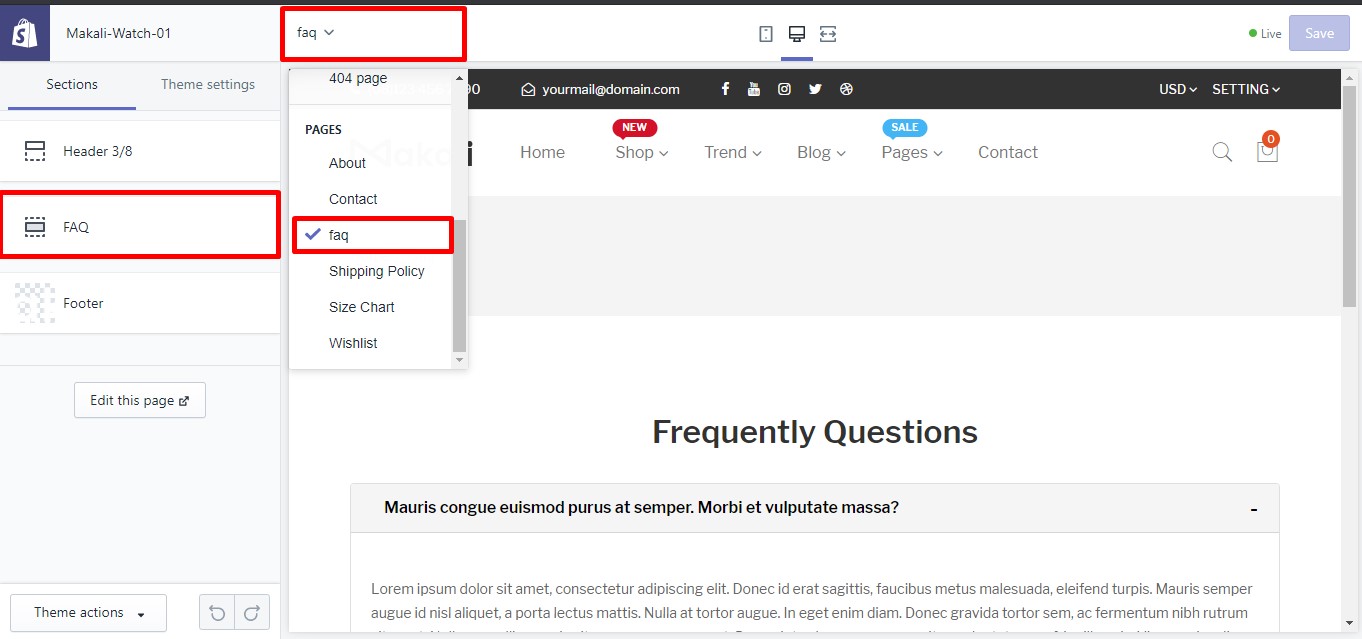 Makali-Watch-01
faq
Live
Save
Sections
Theme settings
Header 3/8
FAQ
Footer
Edit this page
Theme actions
404 page
PAGES
About
Contact
faq
Shipping Policy
Size Chart
Wishlist
90
yourmail@domain.com
USD
SETTING
NEW
SALE
Home
Shop
Trend
Blog
Pages
Contact
0
Frequently Questions
Mauris congue euismod purus at semper. Morbi et vulputate massa?
-
Lorem ipsum dolor sit amet, consectetur adipiscing elit. Donec id erat sagittis, faucibus metus malesuada, eleifend turpis. Mauris semper
augue id nisl aliquet, a porta lectus mattis. Nulla at tortor augue. In eget enim diam. Donec gravida tortor sem, ac fermentum nibh rutrum